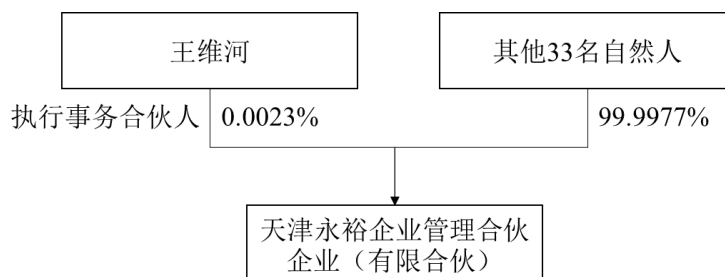 王维河
其他33名自然人
执行事务合伙人
0.0023%
99.9977%
天津永裕企业管理合伙
企业（有限合伙）